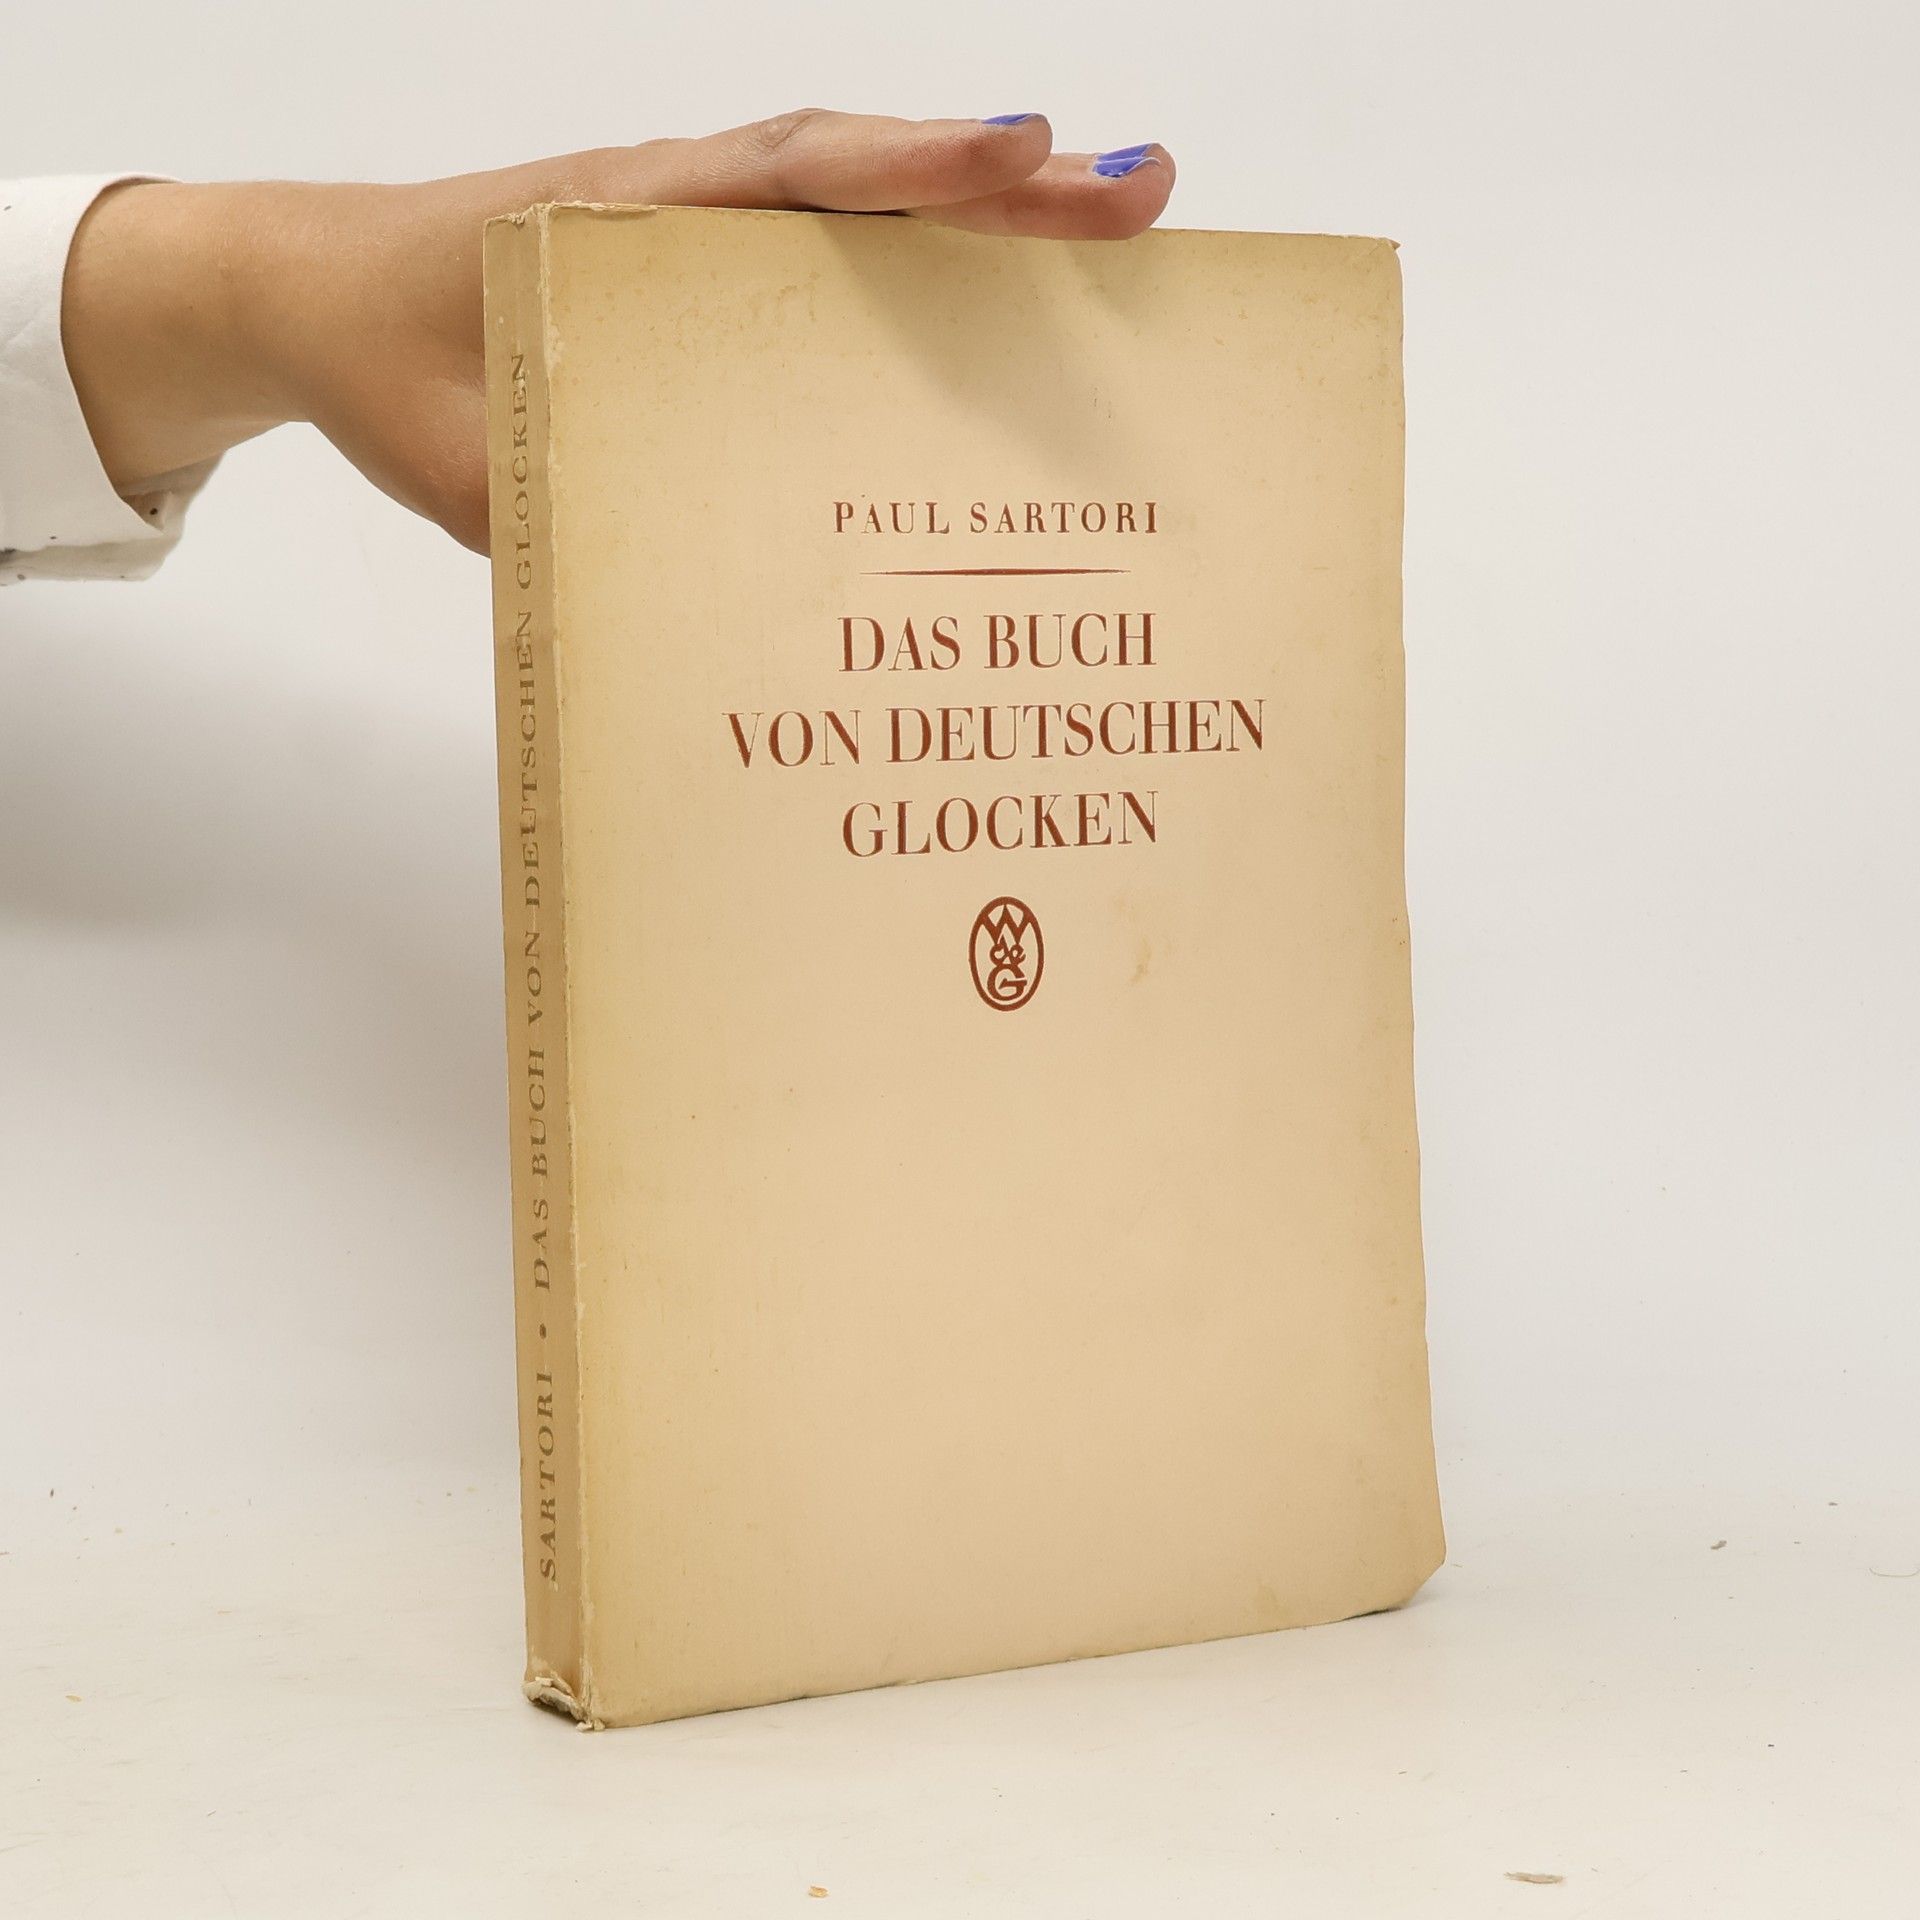 PAUL SARTORI
DAS BUCH
VON DEUTSCHEN
GLOCKEN
W
&
G
SARTORI • DAS BUCH VON DEUTSCHEN GLOCKEN